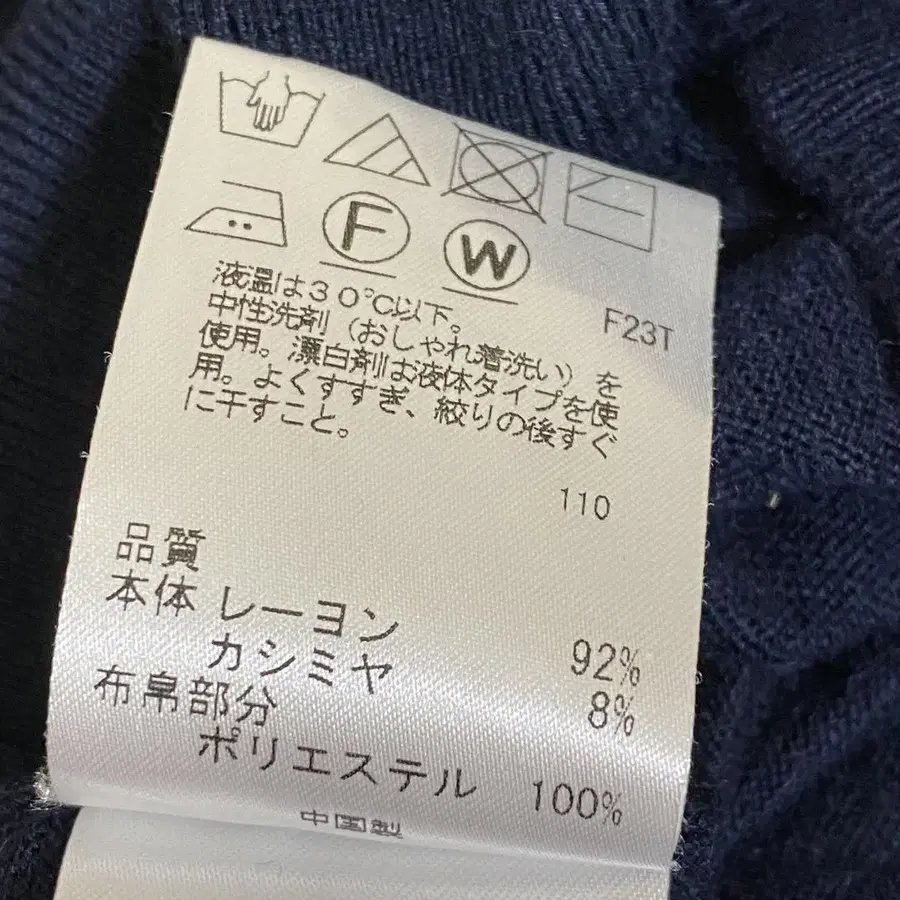 F W
F23T
液温は30℃以下。
中性洗剤（おしゃれ着洗い）を
使用。漂白剤は液体タイプを使
用。よくすすぎ、絞りの後すぐ
に干すこと。
110
品質
本体 レーヨン 92%
カシミヤ 8%
布帛部分
ポリエステル 100%
中国製